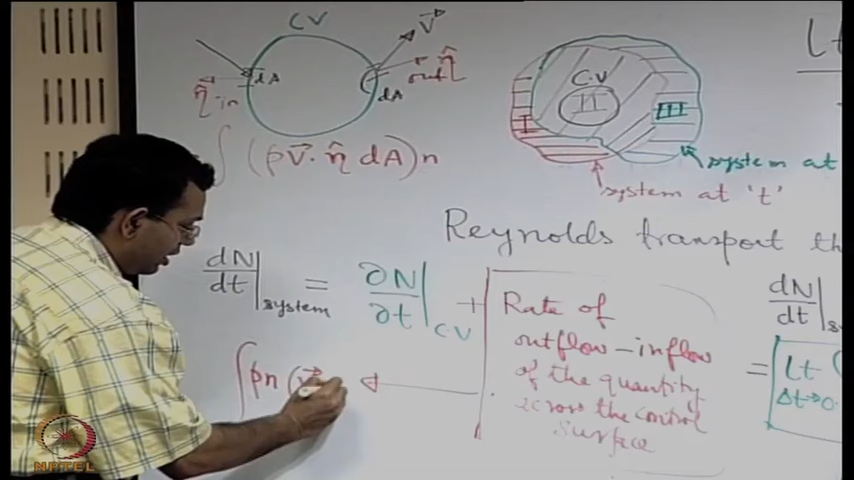 CV
V⃗
η̂ in
dA
η̂ out
dA
∫ (ρV⃗ · η̂ dA) n
C.V
I
II
III
system at
system at 't'
Lt
Reynolds transport
dN/dt|system = ∂N/∂t|CV + Rate of
outflow – inflow
of the quantity
across the control
surface
∫ρn (V⃗
dN/dt|
= Lt
Δt→0
NPTEL